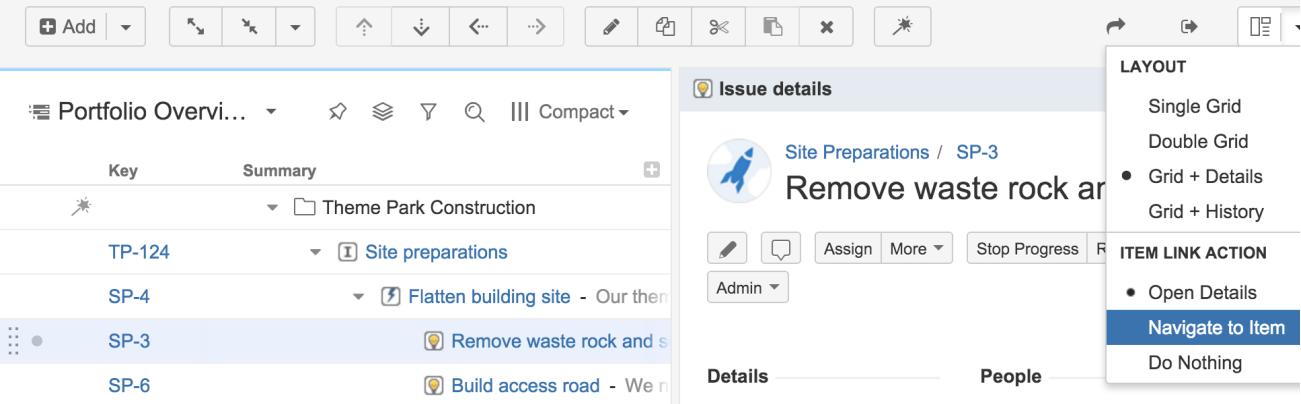 Add
Portfolio Overvi...
Compact
Key Summary
Theme Park Construction
TP-124 Site preparations
SP-4 Flatten building site - Our
SP-3 Remove waste rock and
SP-6 Build access road - We
Issue details
Site Preparations / SP-3
Remove waste rock
Assign More Stop Progress
Admin
Details People
LAYOUT
Single Grid
Double Grid
Grid + Details
Grid + History
ITEM LINK ACTION
Open Details
Navigate to Item
Do Nothing